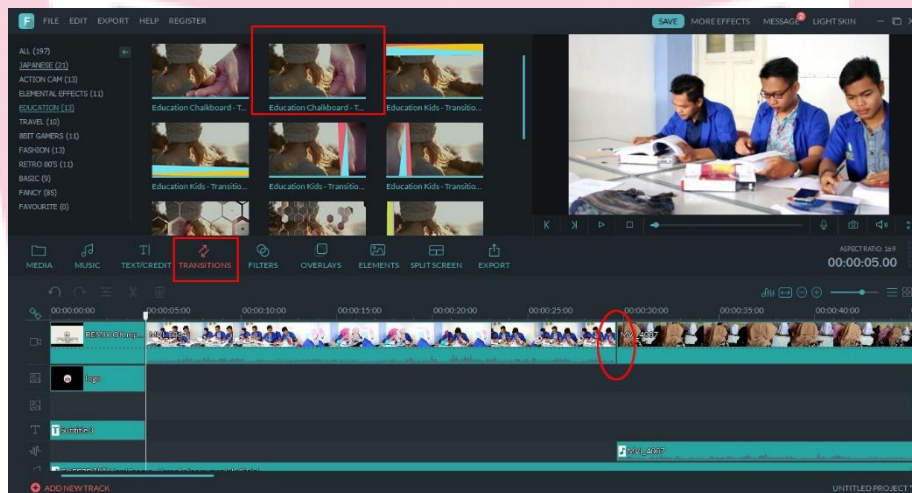 FILE EDIT EXPORT HELP REGISTER
SAVE MORE EFFECTS MESSAGE LIGHT SKIN
ALL (197)
JAPANESE (21)
ACTION CAM (13)
ELEMENTAL EFFECTS (11)
EDUCATION (13)
TRAVEL (10)
8BIT GAMERS (11)
FASHION (13)
RETRO 80'S (11)
BASIC (9)
FANCY (85)
FAVOURITE (0)
Education Chalkboard - T... Education Chalkboard - T... Education Kids - Transitio...
Education Kids - Transitio... Education Kids - Transitio... Education Kids - Transitio...
MEDIA MUSIC TEXT/CREDIT TRANSITIONS FILTERS OVERLAYS ELEMENTS SPLIT SCREEN EXPORT
ASPECT RATIO: 16:9
00:00:05.00
00:00:00:00 00:00:05:00 00:00:10:00 00:00:15:00 00:00:20:00 00:00:25:00 00:00:30:00 00:00:35:00 00:00:40:00
MVI_4007
logo
Subtitle 3
MVI_4007
ADD NEW TRACK
UNTITLED PROJECT *